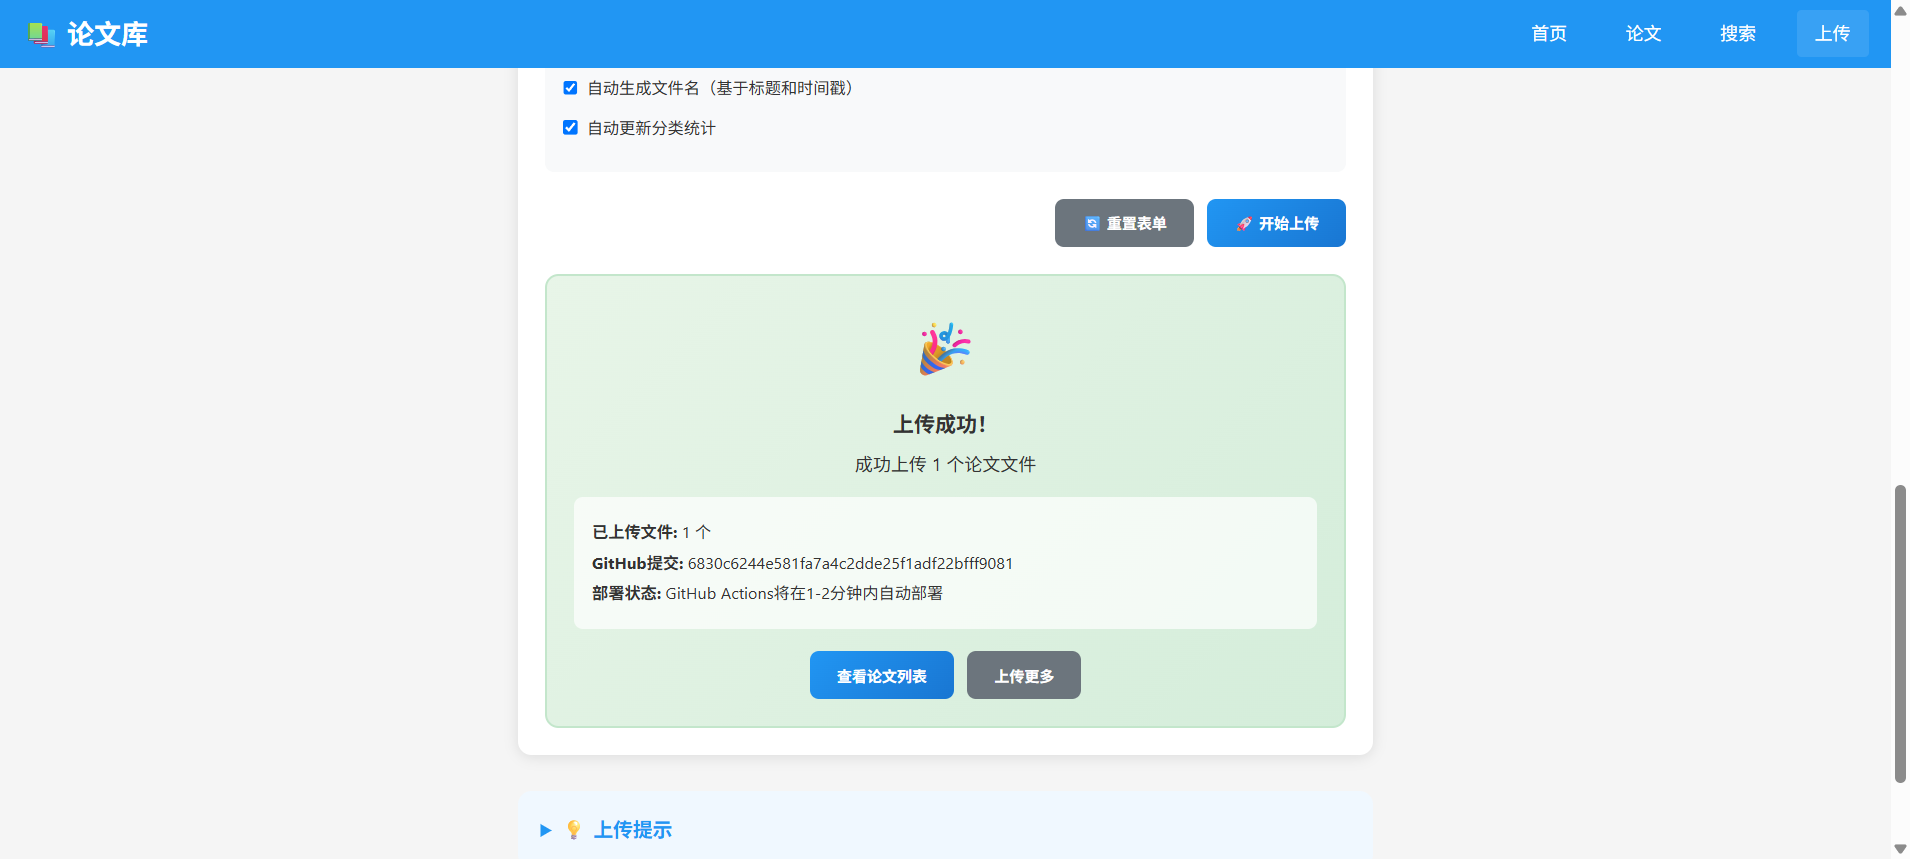 论文库
首页
论文
搜索
上传
自动生成文件名（基于标题和时间戳）
自动更新分类统计
重置表单
开始上传
上传成功！
成功上传 1 个论文文件
已上传文件: 1 个
GitHub提交: 6830c6244e581fa7a4c2dde25f1adf22bfff9081
部署状态: GitHub Actions将在1-2分钟内自动部署
查看论文列表
上传更多
上传提示